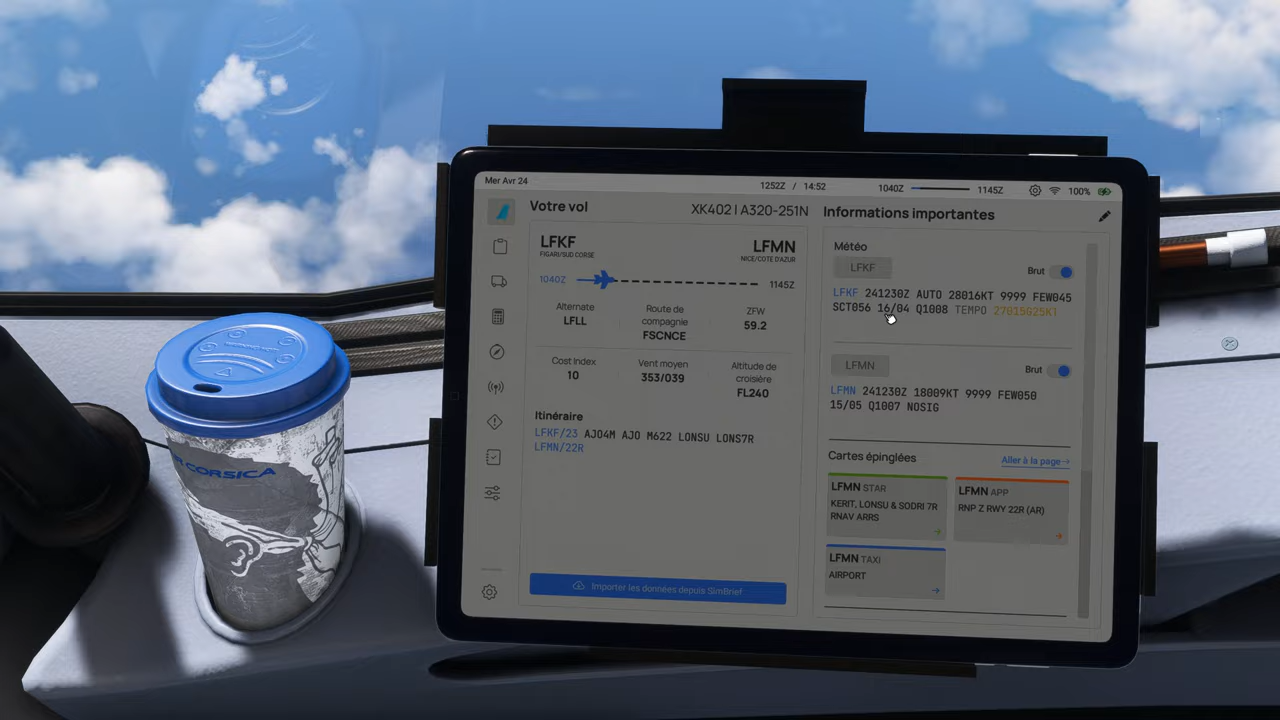 Mer Avr 24
1252Z / 14:52
1040Z
1145Z
100%
Votre vol
XK402 | A320-251N
LFKF
FIGARI/SUD CORSE
LFMN
NICE/COTE D'AZUR
1040Z
1145Z
Alternate
LFLL
Route de
compagnie
FSCNCE
ZFW
59.2
Cost Index
10
Vent moyen
353/039
Altitude de
croisière
FL240
Itinéraire
LFKF/23 AJO4M AJO M622 LONSU LONS7R
LFMN/22R
Importer les données depuis SimBrief
Informations importantes
Météo
LFKF
Brut
LFKF 241230Z AUTO 28016KT 9999 FEW045
SCT056 16/04 Q1008 TEMPO 27015G25KT
LFMN
Brut
LFMN 241230Z 18009KT 9999 FEW050
15/05 Q1007 NOSIG
Cartes épinglées
Aller à la page
LFMN STAR
KERIT, LONSU & SODRI 7R
RNAV ARRS
LFMN APP
RNP Z RWY 22R (AR)
LFMN TAXI
AIRPORT
CORSICA